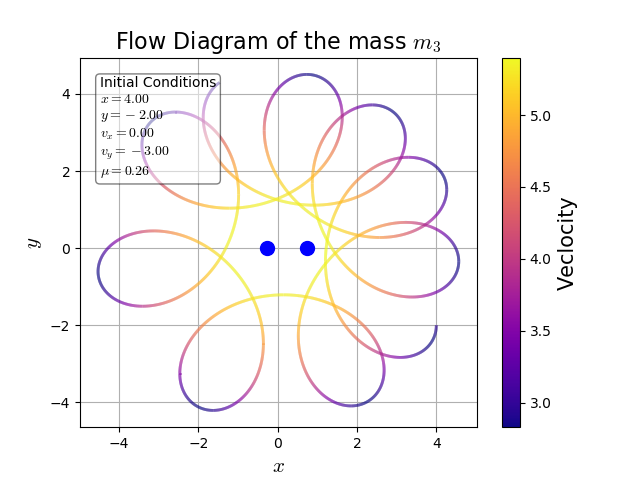 Flow Diagram of the mass m₃
Initial Conditions
x = 4.00
y = −2.00
vₓ = 0.00
v_y = −3.00
μ = 0.26
4
2
0
−2
−4
−4
−2
0
2
4
x
y
5.0
4.5
4.0
3.5
3.0
Veclocity